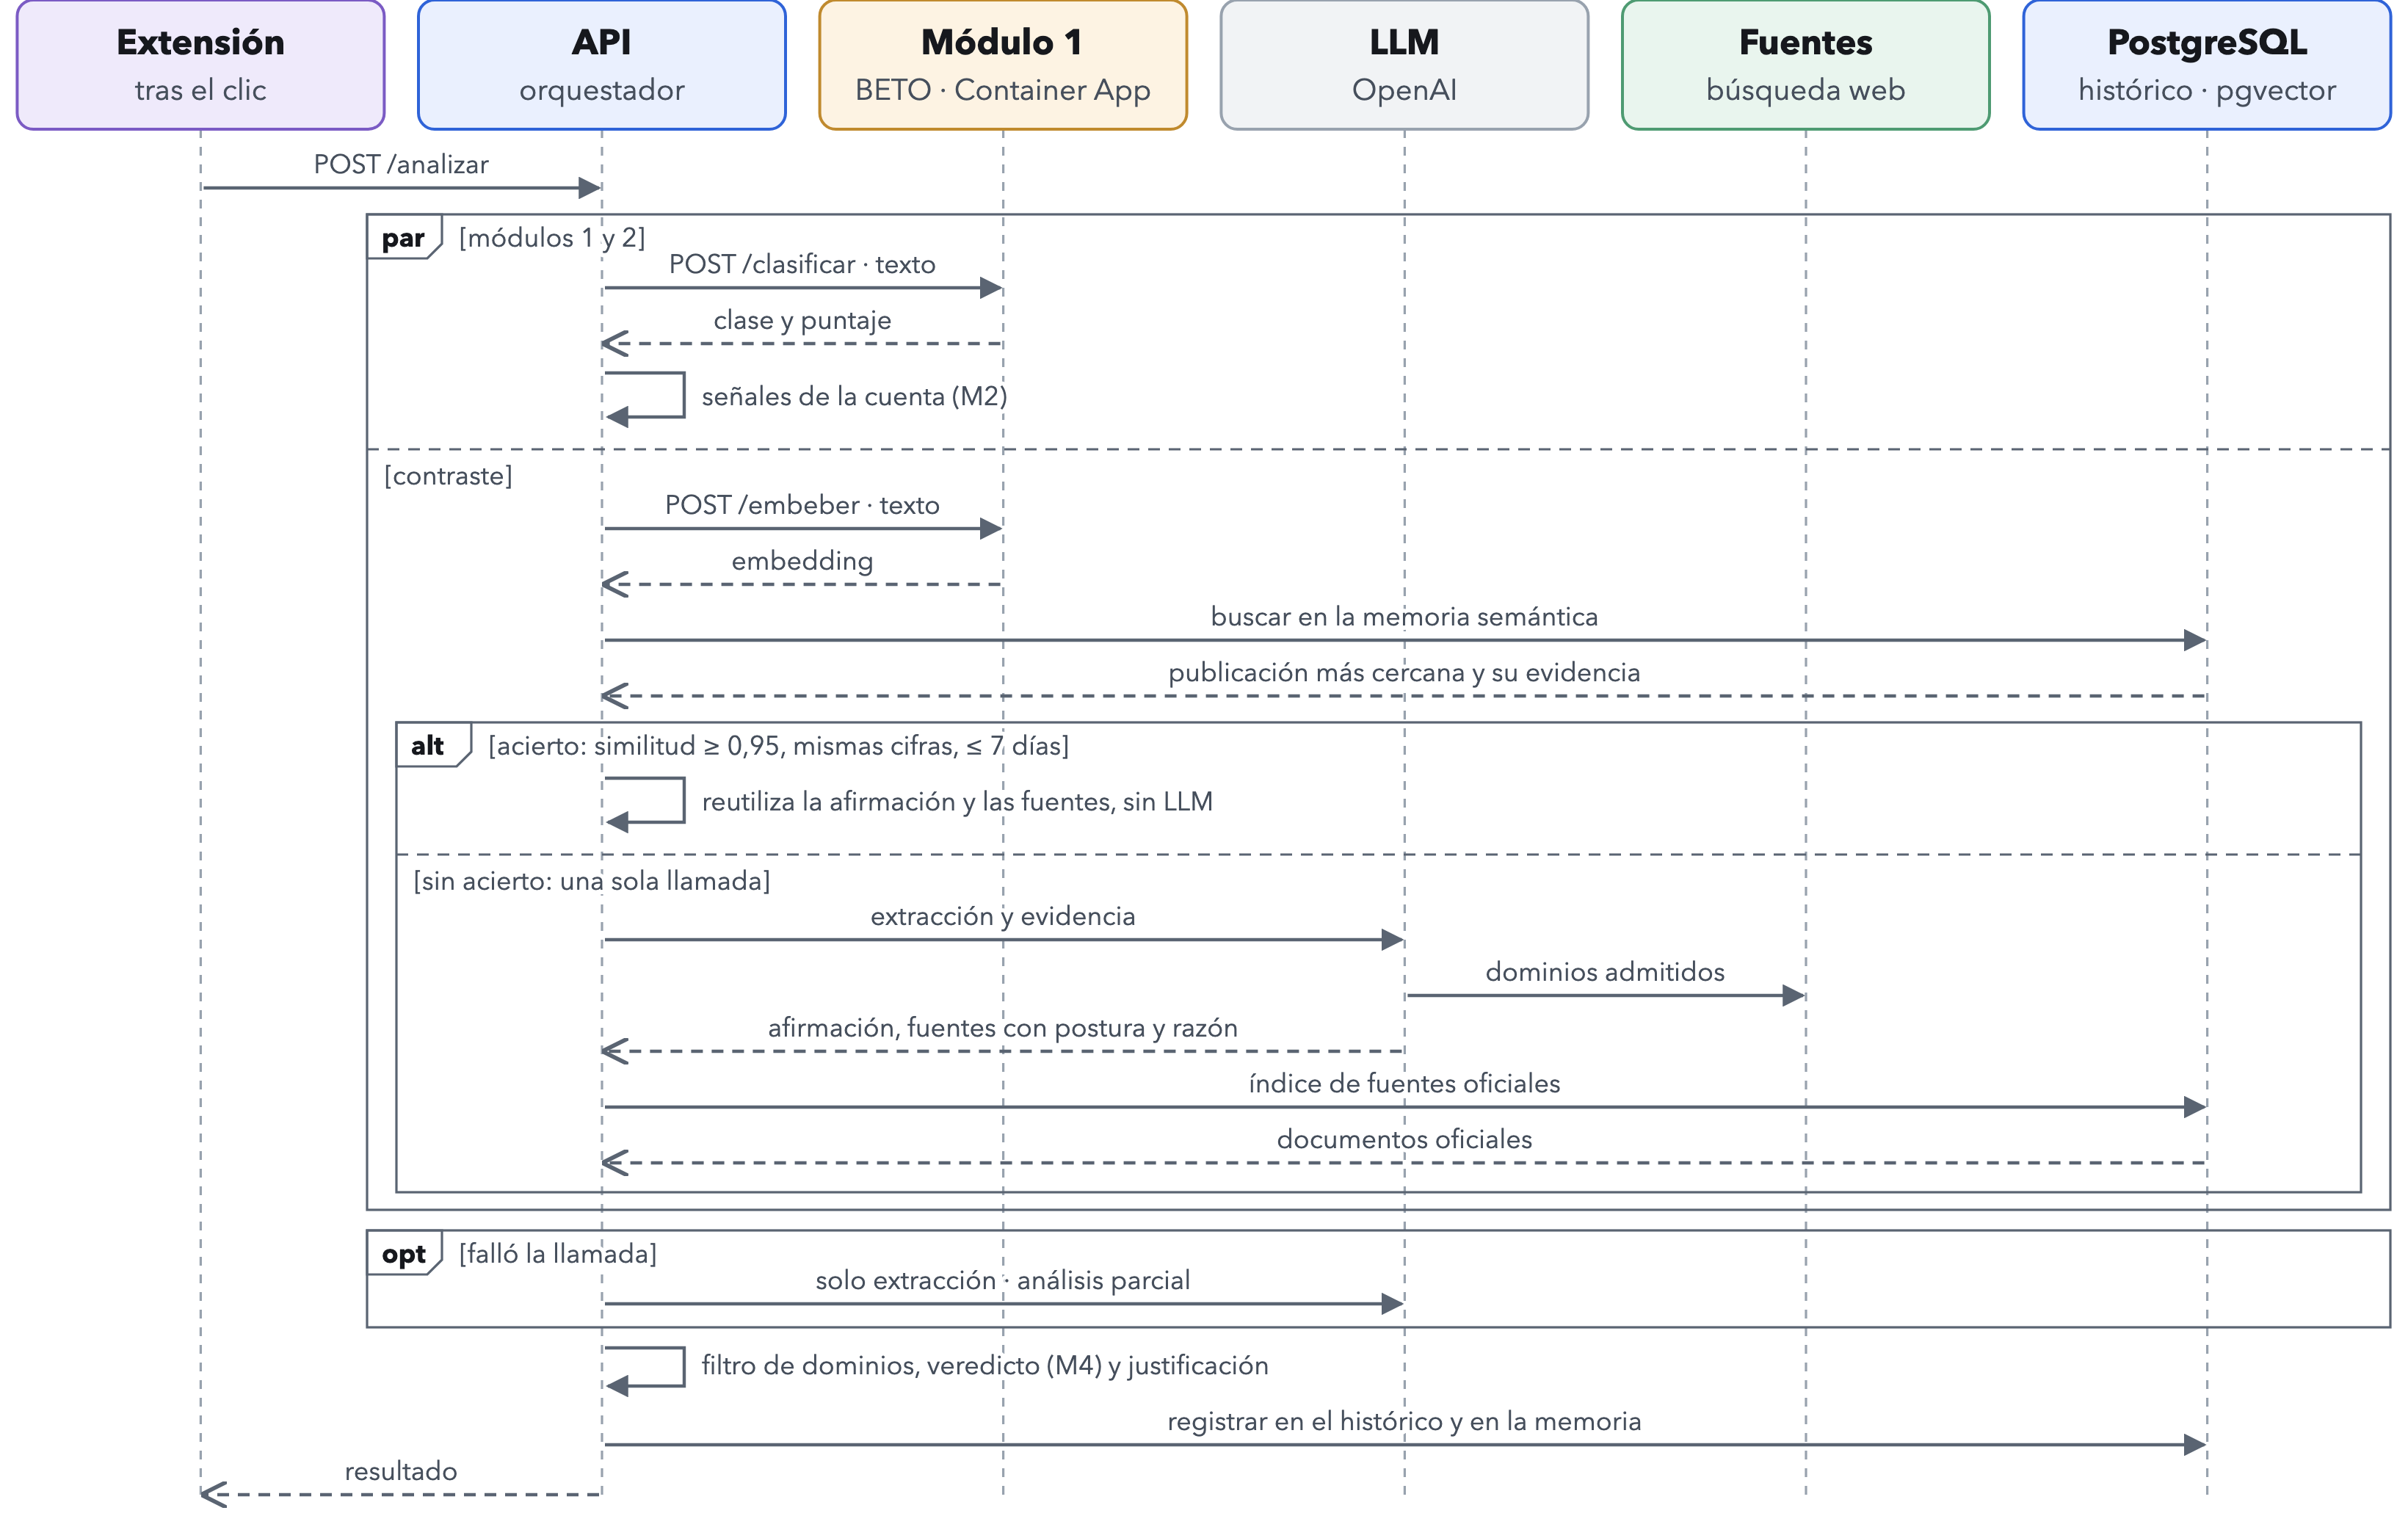 Extensión
tras el clic
API
orquestador
Módulo 1
BETO · Container App
LLM
OpenAI
Fuentes
búsqueda web
PostgreSQL
histórico · pgvector
POST /analizar
par [módulos 1 y 2]
POST /clasificar · texto
clase y puntaje
señales de la cuenta (M2)
[contraste]
POST /embeber · texto
embedding
buscar en la memoria semántica
publicación más cercana y su evidencia
alt [acierto: similitud ≥ 0,95, mismas cifras, ≤ 7 días]
reutiliza la afirmación y las fuentes, sin LLM
[sin acierto: una sola llamada]
extracción y evidencia
dominios admitidos
afirmación, fuentes con postura y razón
índice de fuentes oficiales
documentos oficiales
opt [falló la llamada]
solo extracción · análisis parcial
filtro de dominios, veredicto (M4) y justificación
registrar en el histórico y en la memoria
resultado